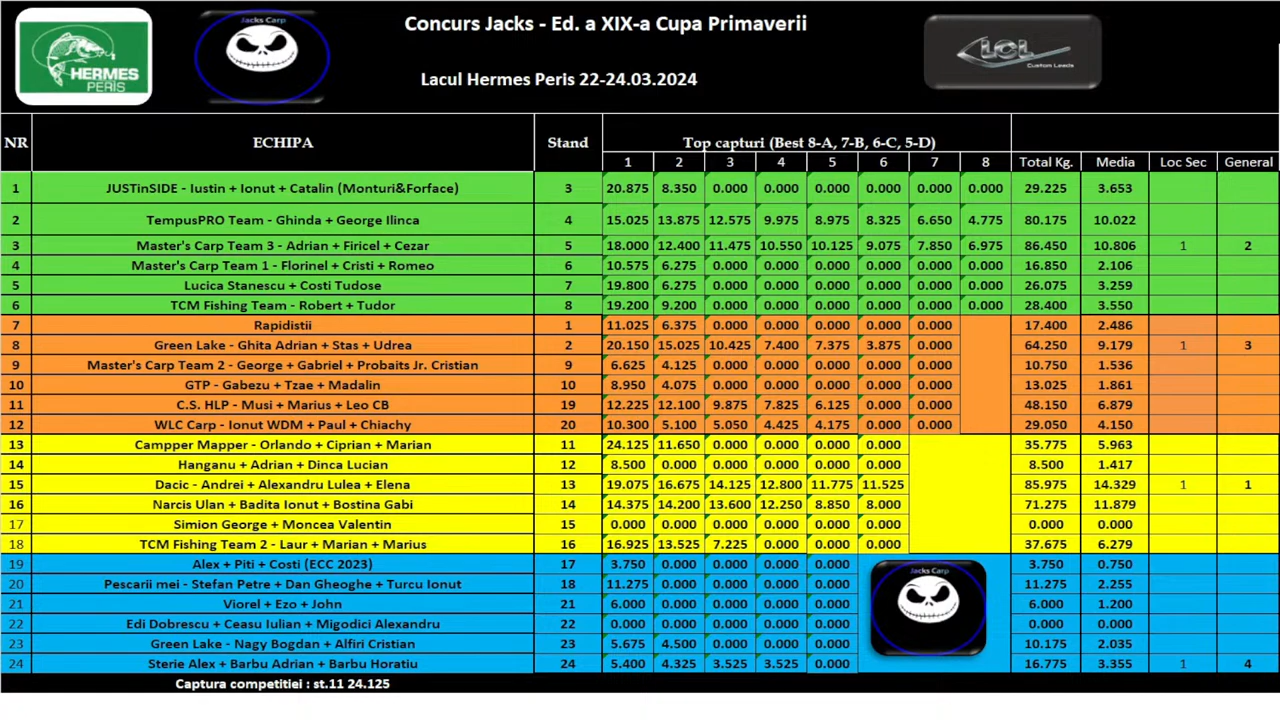 HERMES
PERIS
Jacks Carp
Concurs Jacks - Ed. a XIX-a Cupa Primaverii
Lacul Hermes Peris 22-24.03.2024
LCL
Custom Leads
NR ECHIPA Stand Top capturi (Best 8-A, 7-B, 6-C, 5-D)
1 2 3 4 5 6 7 8 Total Kg. Media Loc Sec General
1 JUSTinSIDE - Iustin + Ionut + Catalin (Monturi&Forface) 3 20.875 8.350 0.000 0.000 0.000 0.000 0.000 0.000 29.225 3.653
2 TempusPRO Team - Ghinda + George Ilinca 4 15.025 13.875 12.575 9.975 8.975 8.325 6.650 4.775 80.175 10.022
3 Master's Carp Team 3 - Adrian + Firicel + Cezar 5 18.000 12.400 11.475 10.550 10.125 9.075 7.850 6.975 86.450 10.806 1 2
4 Master's Carp Team 1 - Florinel + Cristi + Romeo 6 10.575 6.275 0.000 0.000 0.000 0.000 0.000 0.000 16.850 2.106
5 Lucica Stanescu + Costi Tudose 7 19.800 6.275 0.000 0.000 0.000 0.000 0.000 0.000 26.075 3.259
6 TCM Fishing Team - Robert + Tudor 8 19.200 9.200 0.000 0.000 0.000 0.000 0.000 0.000 28.400 3.550
7 Rapidistii 1 11.025 6.375 0.000 0.000 0.000 0.000 0.000 17.400 2.486
8 Green Lake - Ghita Adrian + Stas + Udrea 2 20.150 15.025 10.425 7.400 7.375 3.875 0.000 64.250 9.179 1 3
9 Master's Carp Team 2 - George + Gabriel + Probaits Jr. Cristian 9 6.625 4.125 0.000 0.000 0.000 0.000 0.000 10.750 1.536
10 GTP - Gabezu + Tzae + Madalin 10 8.950 4.075 0.000 0.000 0.000 0.000 0.000 13.025 1.861
11 C.S. HLP - Musi + Marius + Leo CB 19 12.225 12.100 9.875 7.825 6.125 0.000 0.000 48.150 6.879
12 WLC Carp - Ionut WDM + Paul + Chiachy 20 10.300 5.100 5.050 4.425 4.175 0.000 0.000 29.050 4.150
13 Campper Mapper - Orlando + Ciprian + Marian 11 24.125 11.650 0.000 0.000 0.000 0.000 35.775 5.963
14 Hanganu + Adrian + Dinca Lucian 12 8.500 0.000 0.000 0.000 0.000 0.000 8.500 1.417
15 Dacic - Andrei + Alexandru Lulea + Elena 13 19.075 16.675 14.125 12.800 11.775 11.525 85.975 14.329 1 1
16 Narcis Ulan + Badita Ionut + Bostina Gabi 14 14.375 14.200 13.600 12.250 8.850 8.000 71.275 11.879
17 Simion George + Moncea Valentin 15 0.000 0.000 0.000 0.000 0.000 0.000 0.000 0.000
18 TCM Fishing Team 2 - Laur + Marian + Marius 16 16.925 13.525 7.225 0.000 0.000 0.000 37.675 6.279
19 Alex + Piti + Costi (ECC 2023) 17 3.750 0.000 0.000 0.000 0.000 3.750 0.750
20 Pescarii mei - Stefan Petre + Dan Gheoghe + Turcu Ionut 18 11.275 0.000 0.000 0.000 0.000 11.275 2.255
Jacks Carp
21 Viorel + Ezo + John 21 6.000 0.000 0.000 0.000 0.000 6.000 1.200
22 Edi Dobrescu + Ceasu Iulian + Migodici Alexandru 22 0.000 0.000 0.000 0.000 0.000 0.000 0.000
23 Green Lake - Nagy Bogdan + Alfiri Cristian 23 5.675 4.500 0.000 0.000 0.000 10.175 2.035
24 Sterie Alex + Barbu Adrian + Barbu Horatiu 24 5.400 4.325 3.525 3.525 0.000 16.775 3.355 1 4
Captura competitiei : st.11 24.125